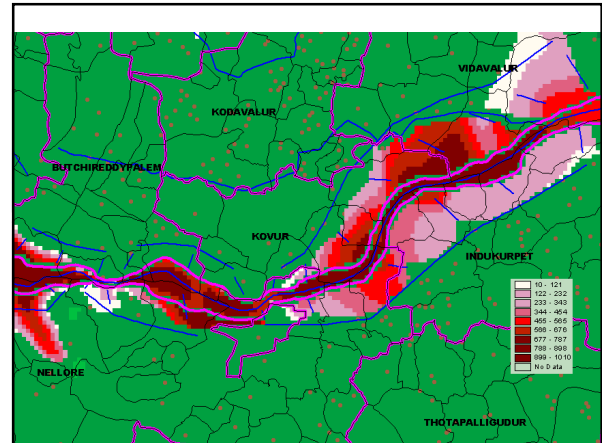 VIDAVALUR
KODAVALUR
BUTCHIREDDYPALEM
KOVUR
INDUKURPET
10 - 121
122 - 232
233 - 343
344 - 454
455 - 565
566 - 676
677 - 787
788 - 898
899 - 1010
No Data
NELLORE
THOTAPALLIGUDUR